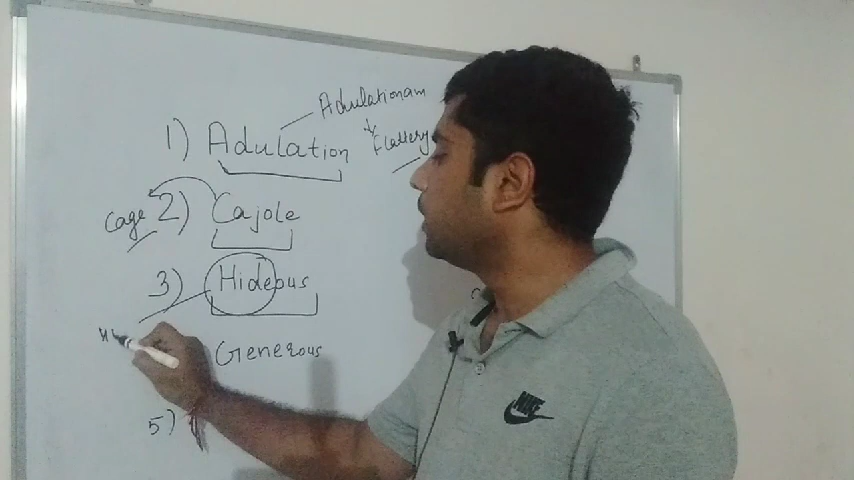 Adulationam
1) Adulation
Flattery
cage 2) Cajole
3) Hideous
Generous
5)
NIKE